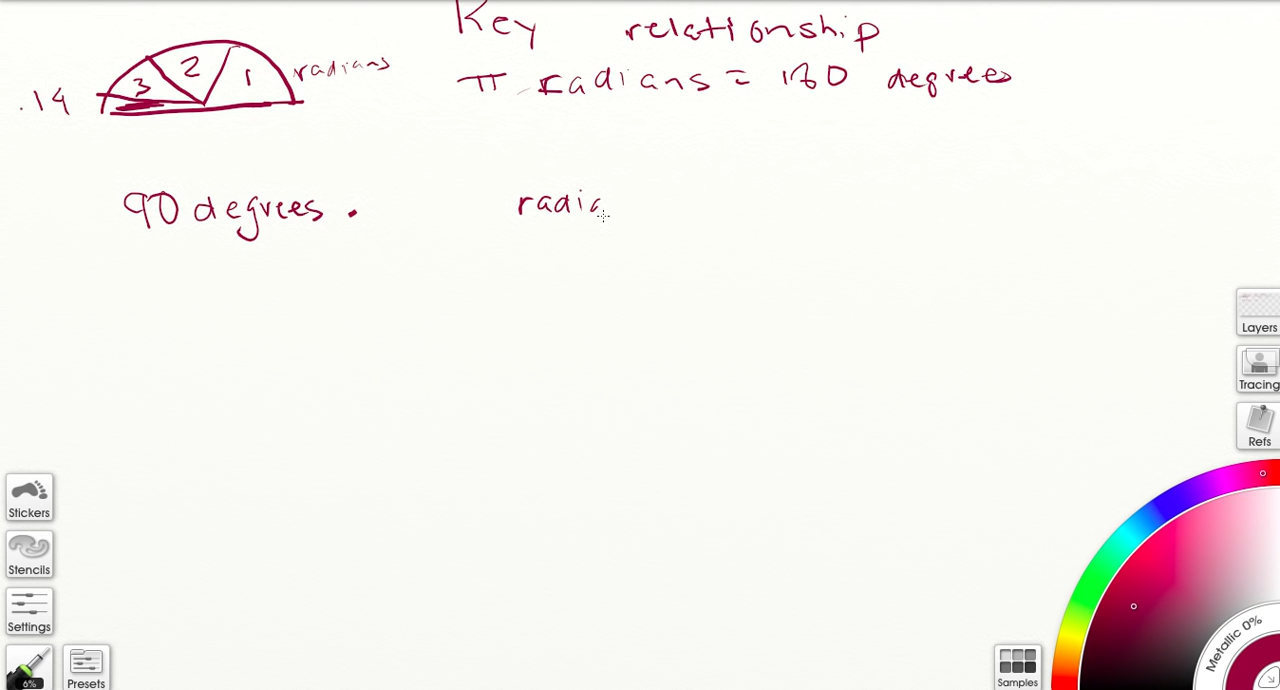 Key relationship
3 2 1 radians
π radians = 180 degrees
.14
90 degrees . radia
Layers
Tracing
Refs
Stickers
Stencils
Settings
6%
Presets
Samples
Metallic 0%